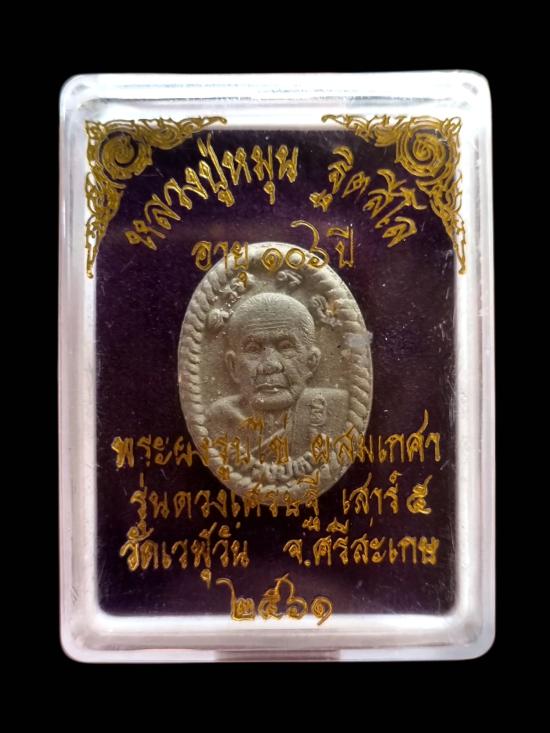 หลวงปู่หมุน ฐิตสีโล
อายุ ๑๐๖ ปี
พระผงรูปไข่ ผสมเกศา
รุ่นดวงเศรษฐี เสาร์ ๕
วัดเวฬุวัน จ.ศรีสะเกษ
๒๕๖๑